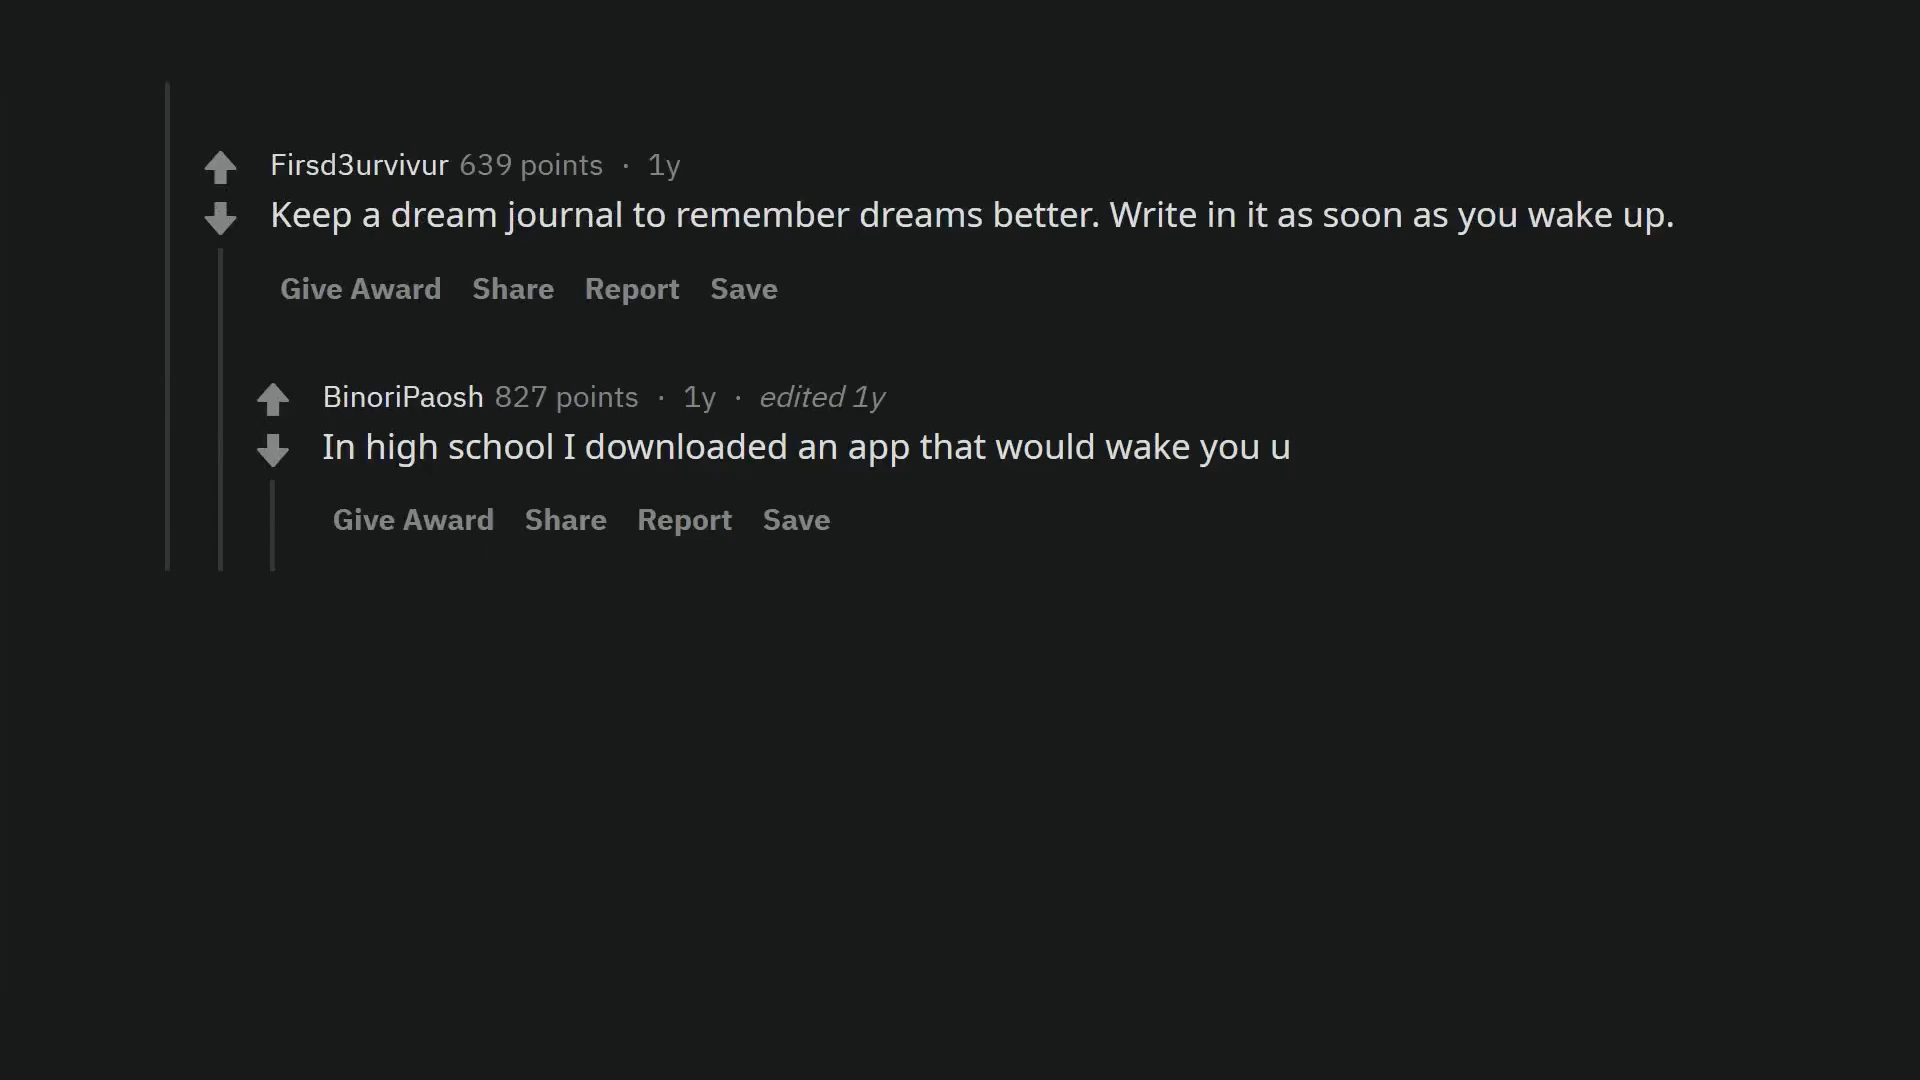 Firsd3urvivur 639 points · 1y
Keep a dream journal to remember dreams better. Write in it as soon as you wake up.
Give Award Share Report Save
BinoriPaosh 827 points · 1y · edited 1y
In high school I downloaded an app that would wake you u
Give Award Share Report Save